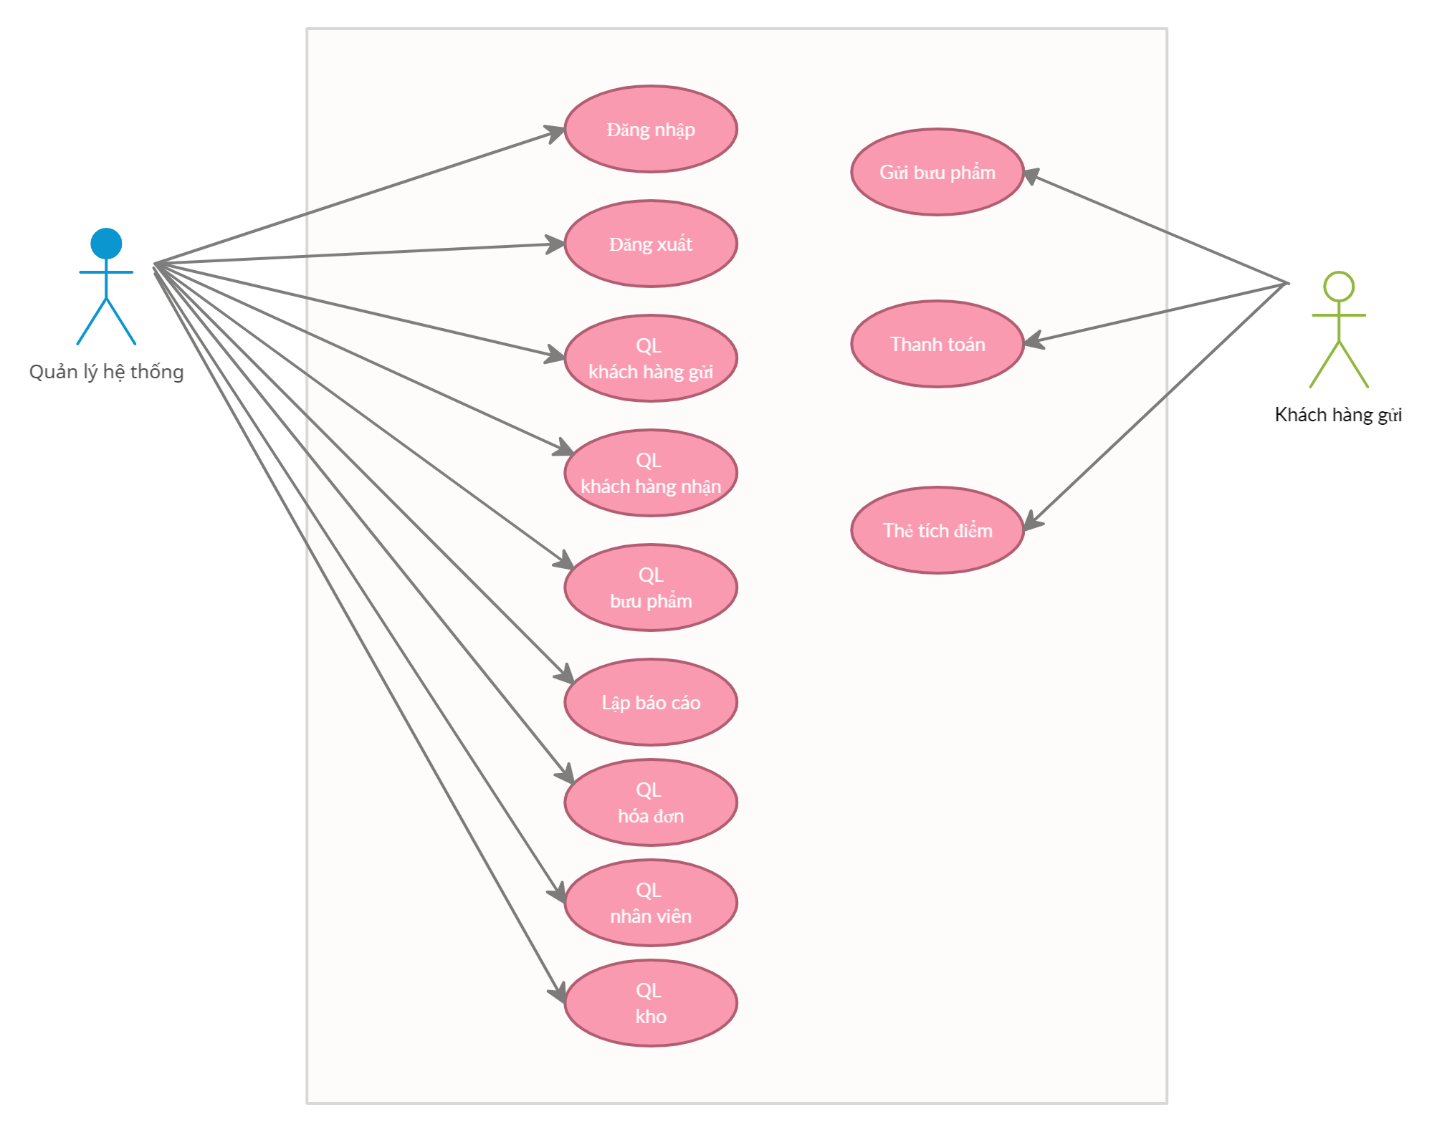 Quản lý hệ thống
Đăng nhập
Đăng xuất
QL
khách hàng gửi
QL
khách hàng nhận
QL
bưu phẩm
Lập báo cáo
QL
hóa đơn
QL
nhân viên
QL
kho
Gửi bưu phẩm
Thanh toán
Thẻ tích điểm
Khách hàng gửi